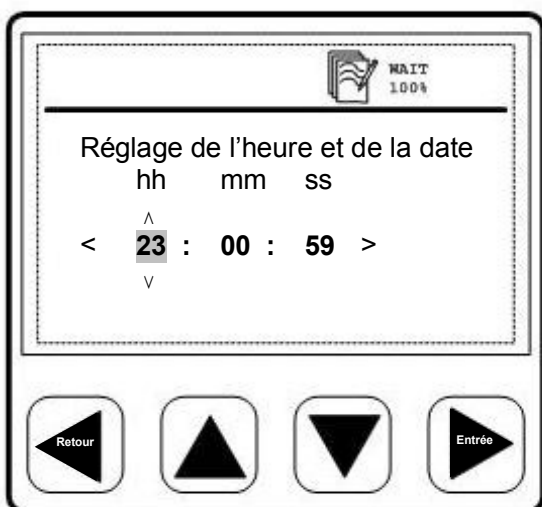 WAIT
100%
Réglage de l’heure et de la date
hh mm ss
^
< 23 : 00 : 59 >
v
Retour Entrée